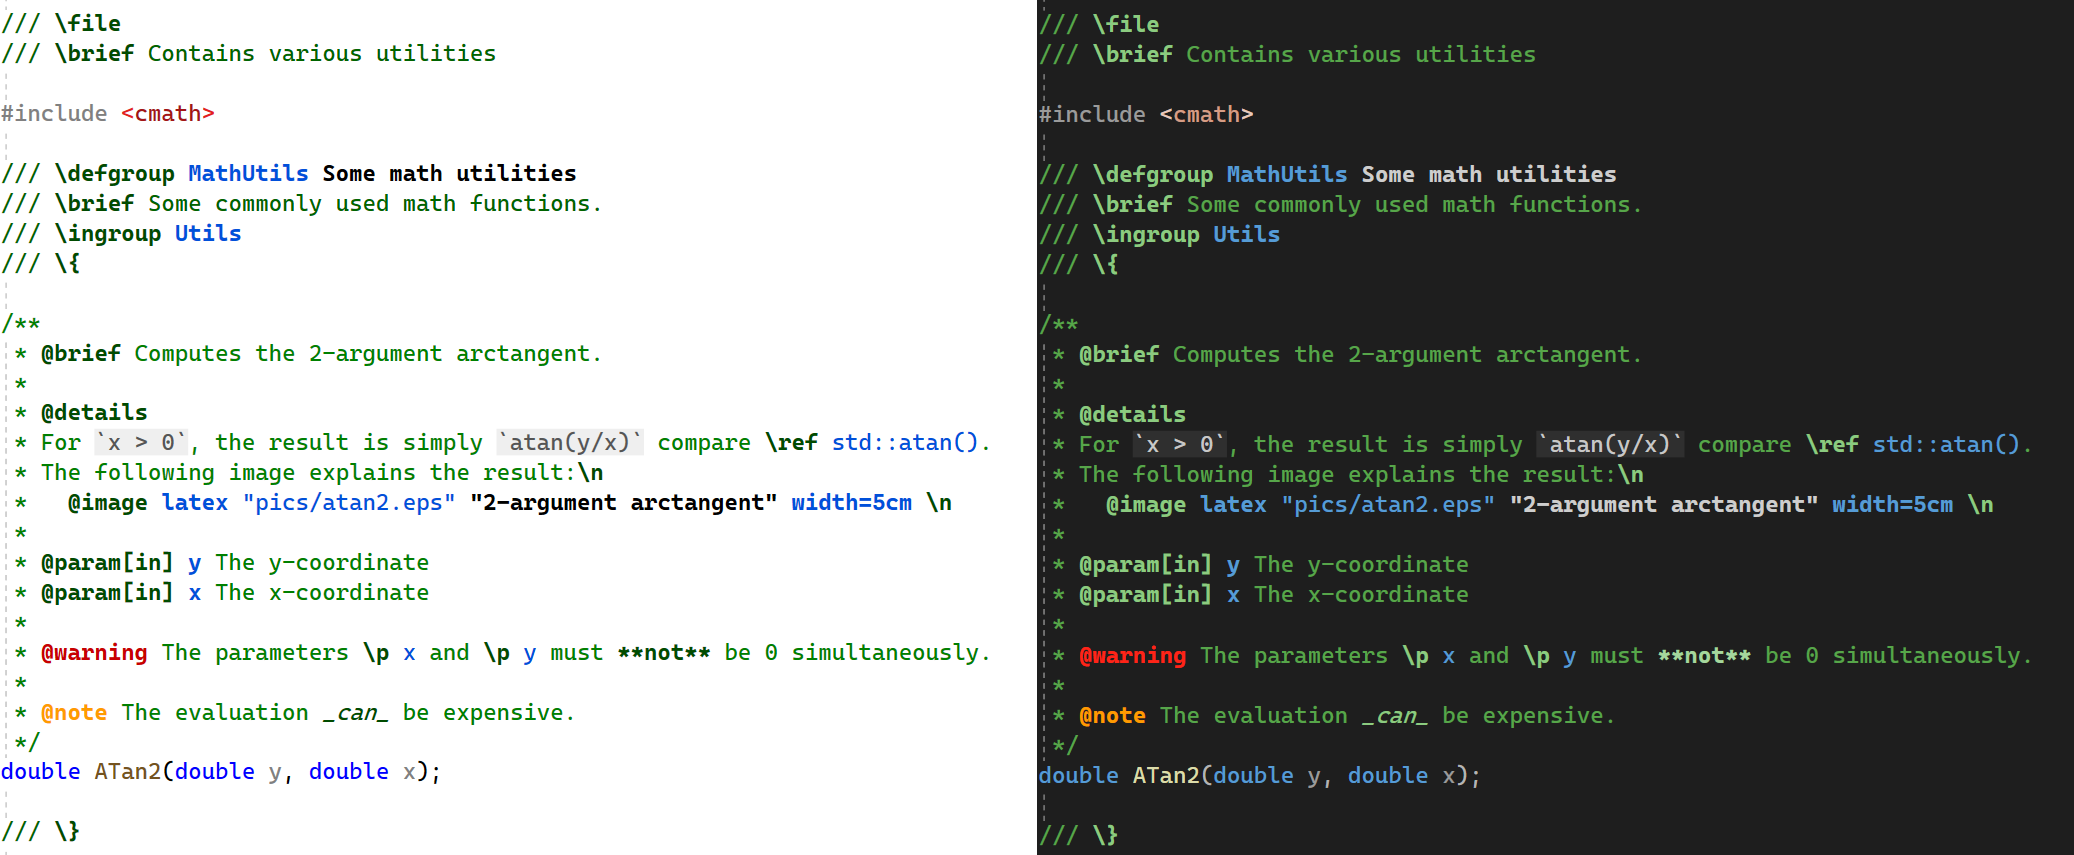 /// \file
/// \brief Contains various utilities
#include <cmath>
/// \defgroup MathUtils Some math utilities
/// \brief Some commonly used math functions.
/// \ingroup Utils
/// \{
/**
 * @brief Computes the 2-argument arctangent.
 *
 * @details
 * For `x > 0`, the result is simply `atan(y/x)` compare \ref std::atan().
 * The following image explains the result:\n
 *   @image latex "pics/atan2.eps" "2-argument arctangent" width=5cm \n
 *
 * @param[in] y The y-coordinate
 * @param[in] x The x-coordinate
 *
 * @warning The parameters \p x and \p y must **not** be 0 simultaneously.
 *
 * @note The evaluation _can_ be expensive.
 */
double ATan2(double y, double x);
/// \}
/// \file
/// \brief Contains various utilities
#include <cmath>
/// \defgroup MathUtils Some math utilities
/// \brief Some commonly used math functions.
/// \ingroup Utils
/// \{
/**
 * @brief Computes the 2-argument arctangent.
 *
 * @details
 * For `x > 0`, the result is simply `atan(y/x)` compare \ref std::atan().
 * The following image explains the result:\n
 *   @image latex "pics/atan2.eps" "2-argument arctangent" width=5cm \n
 *
 * @param[in] y The y-coordinate
 * @param[in] x The x-coordinate
 *
 * @warning The parameters \p x and \p y must **not** be 0 simultaneously.
 *
 * @note The evaluation _can_ be expensive.
 */
double ATan2(double y, double x);
/// \}